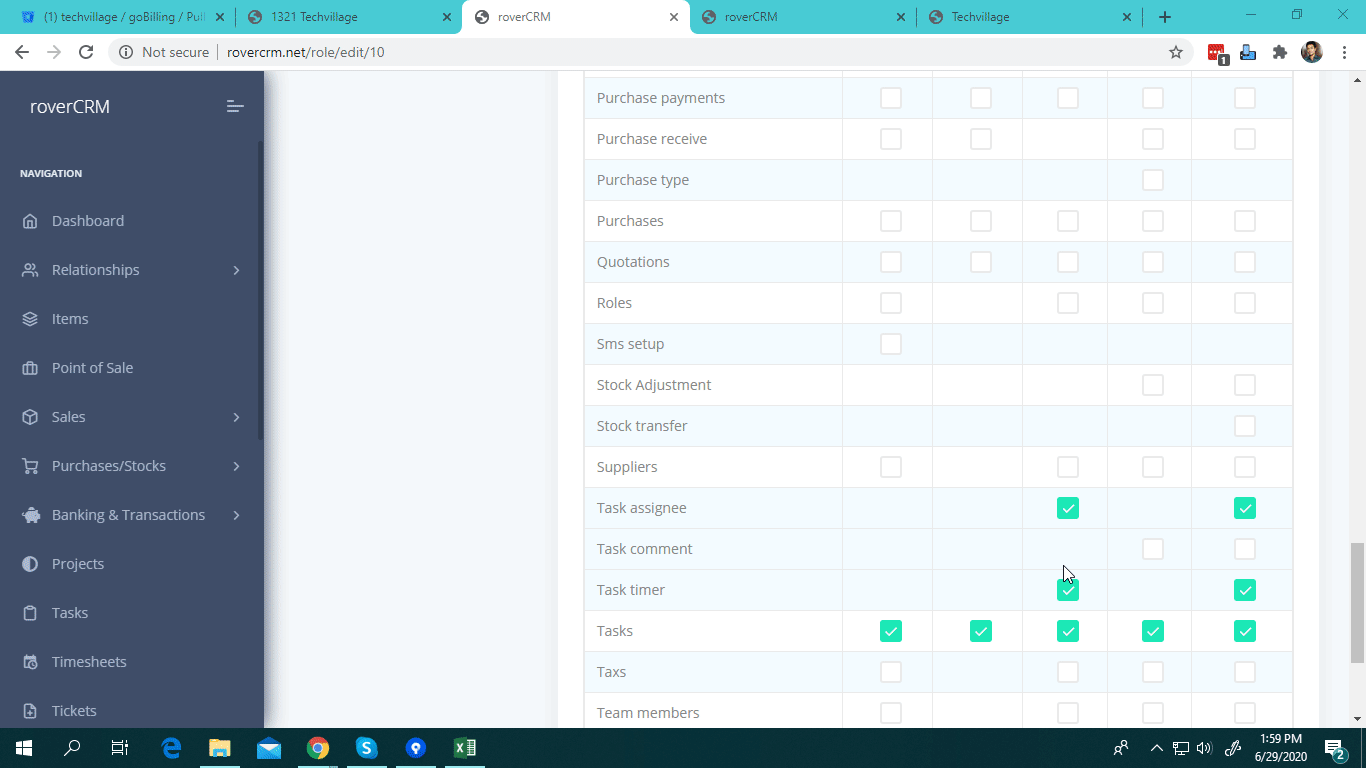 (1) techvillage / goBilling / Pull
1321 Techvillage
roverCRM
roverCRM
Techvillage
Not secure
rovercrm.net/role/edit/10
1
roverCRM
NAVIGATION
Dashboard
Relationships
Items
Point of Sale
Sales
Purchases/Stocks
Banking & Transactions
Projects
Tasks
Timesheets
Tickets
Purchase payments
Purchase receive
Purchase type
Purchases
Quotations
Roles
Sms setup
Stock Adjustment
Stock transfer
Suppliers
Task assignee
Task comment
Task timer
Tasks
Taxs
Team members
1:59 PM
6/29/2020
2